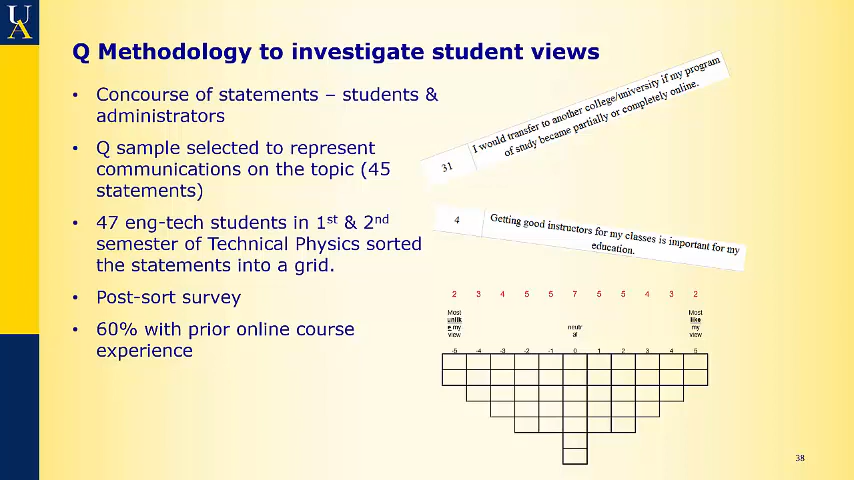 UA
Q Methodology to investigate student views
• Concourse of statements – students &
administrators
• Q sample selected to represent
communications on the topic (45
statements)
• 47 eng-tech students in 1st & 2nd
semester of Technical Physics sorted
the statements into a grid.
• Post-sort survey
• 60% with prior online course
experience
31
I would transfer to another college/university if my program
of study became partially or completely online.
4
Getting good instructors for my classes is important for my
education.
2 3 4 5 5 7 5 5 4 3 2
Most
unlik
e my
view
neutr
al
Most
like
my
view
-5 -4 -3 -2 -1 0 1 2 3 4 5
38